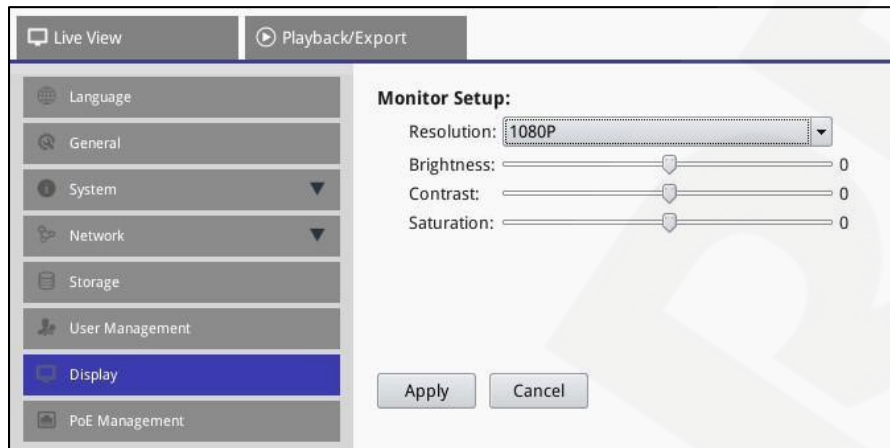 Live View
Playback/Export
Language
General
System
Network
Storage
User Management
Display
PoE Management
Monitor Setup:
Resolution: 1080P
Brightness: 0
Contrast: 0
Saturation: 0
Apply
Cancel